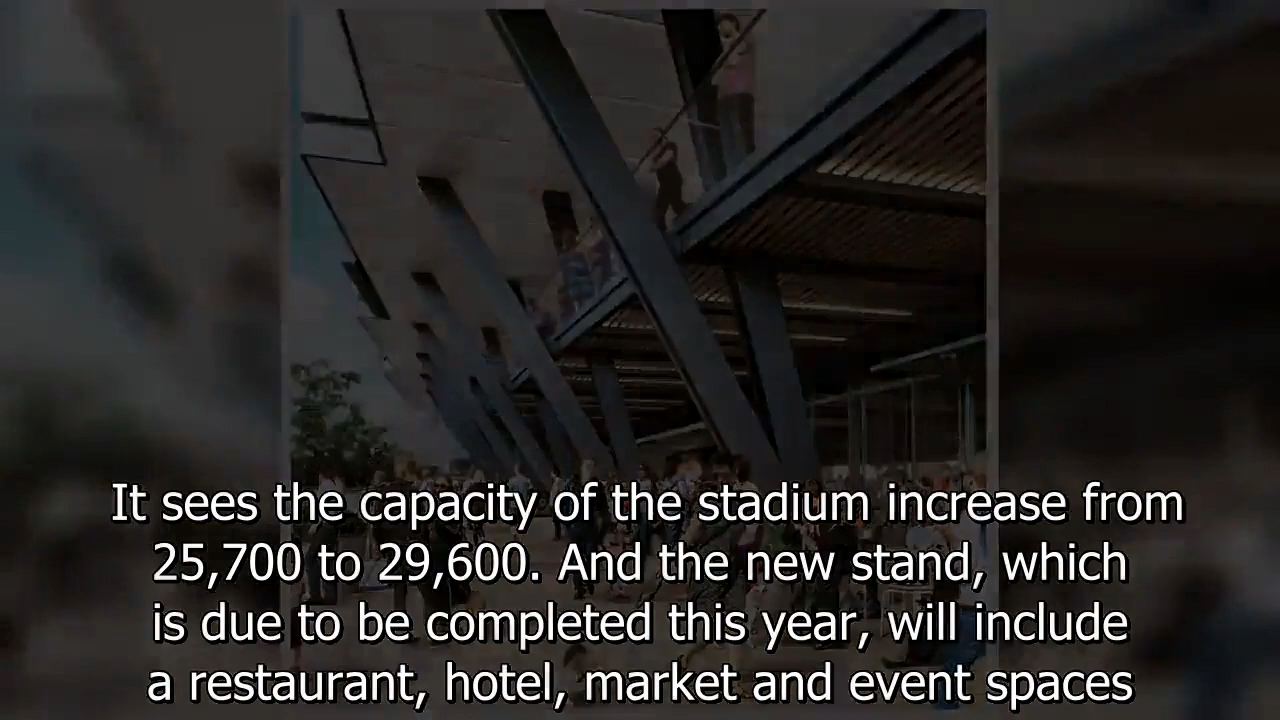 It sees the capacity of the stadium increase from
25,700 to 29,600. And the new stand, which
is due to be completed this year, will include
a restaurant, hotel, market and event spaces